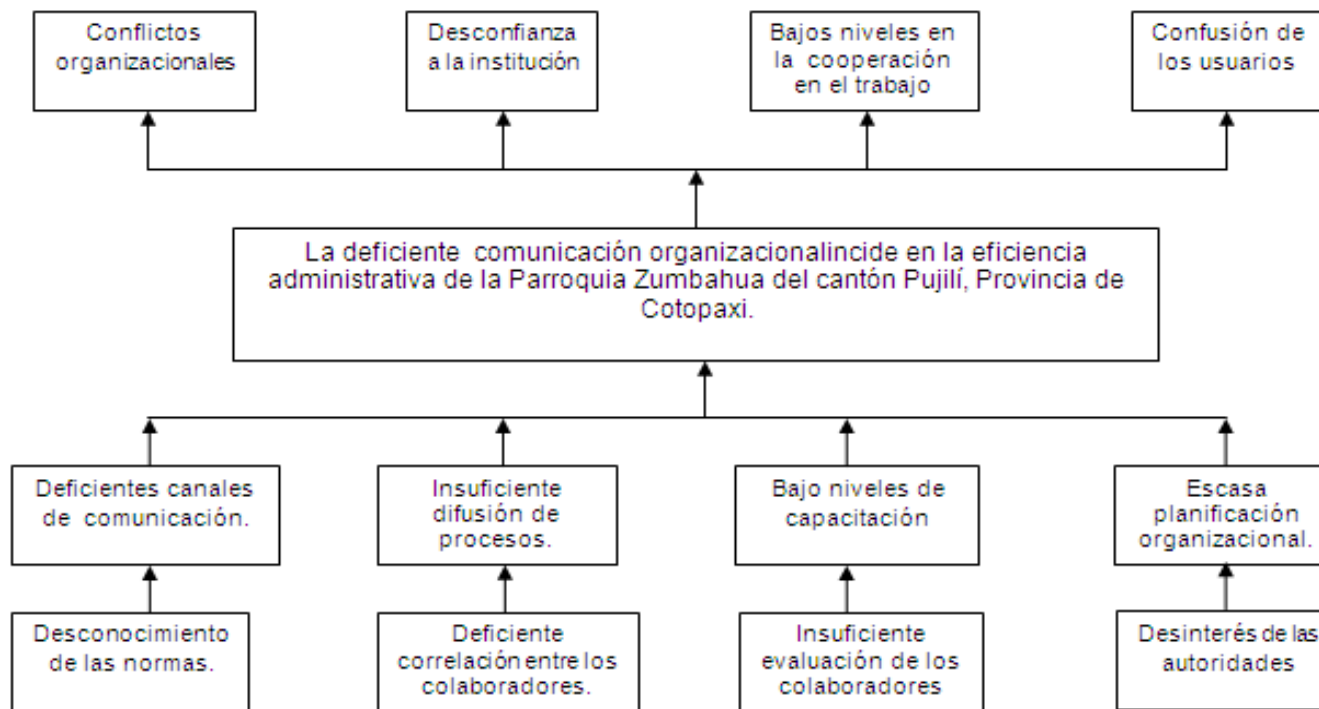 Conflictos
organizacionales
Desconfianza
a la institución
Bajos niveles en
la cooperación
en el trabajo
Confusión de
los usuarios
La deficiente comunicación organizacionalincide en la eficiencia
administrativa de la Parroquia Zumbahua del cantón Pujilí, Provincia de
Cotopaxi.
Deficientes canales
de comunicación.
Insuficiente
difusión de
procesos.
Bajo niveles de
capacitación
Escasa
planificación
organizacional.
Desconocimiento
de las normas.
Deficiente
correlación entre los
colaboradores.
Insuficiente
evaluación de los
colaboradores
Desinterés de las
autoridades